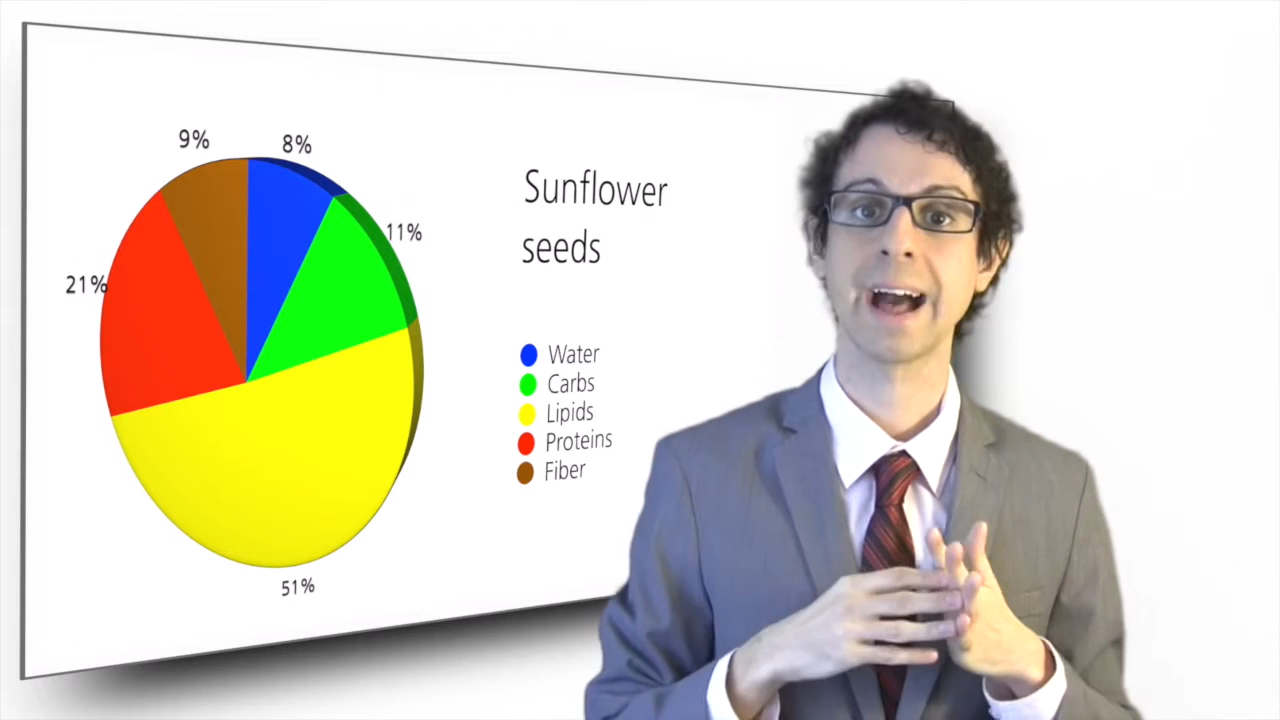 9%
8%
11%
21%
51%
Sunflower
seeds
Water
Carbs
Lipids
Proteins
Fiber